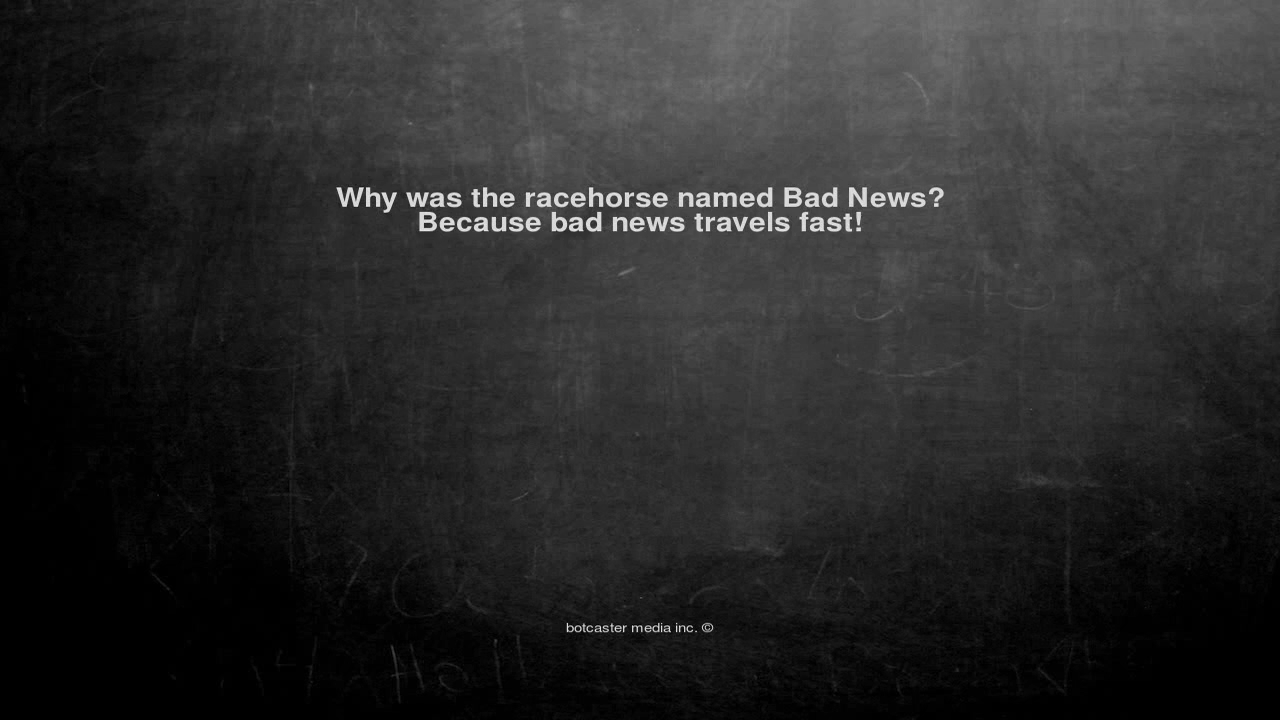 Why was the racehorse named Bad News?
Because bad news travels fast!
botcaster media inc. ©